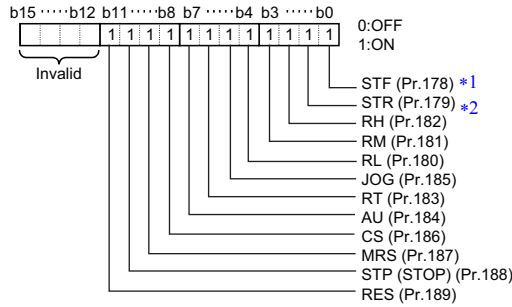 b15 ····· b12 b11 ····· b8 b7 ····· b4 b3 ····· b0
0:OFF
1 1 1 1 1 1 1 1 1 1 1 1
1:ON
Invalid
STF (Pr.178) *1
STR (Pr.179) *2
RH (Pr.182)
RM (Pr.181)
RL (Pr.180)
JOG (Pr.185)
RT (Pr.183)
AU (Pr.184)
CS (Pr.186)
MRS (Pr.187)
STP (STOP) (Pr.188)
RES (Pr.189)